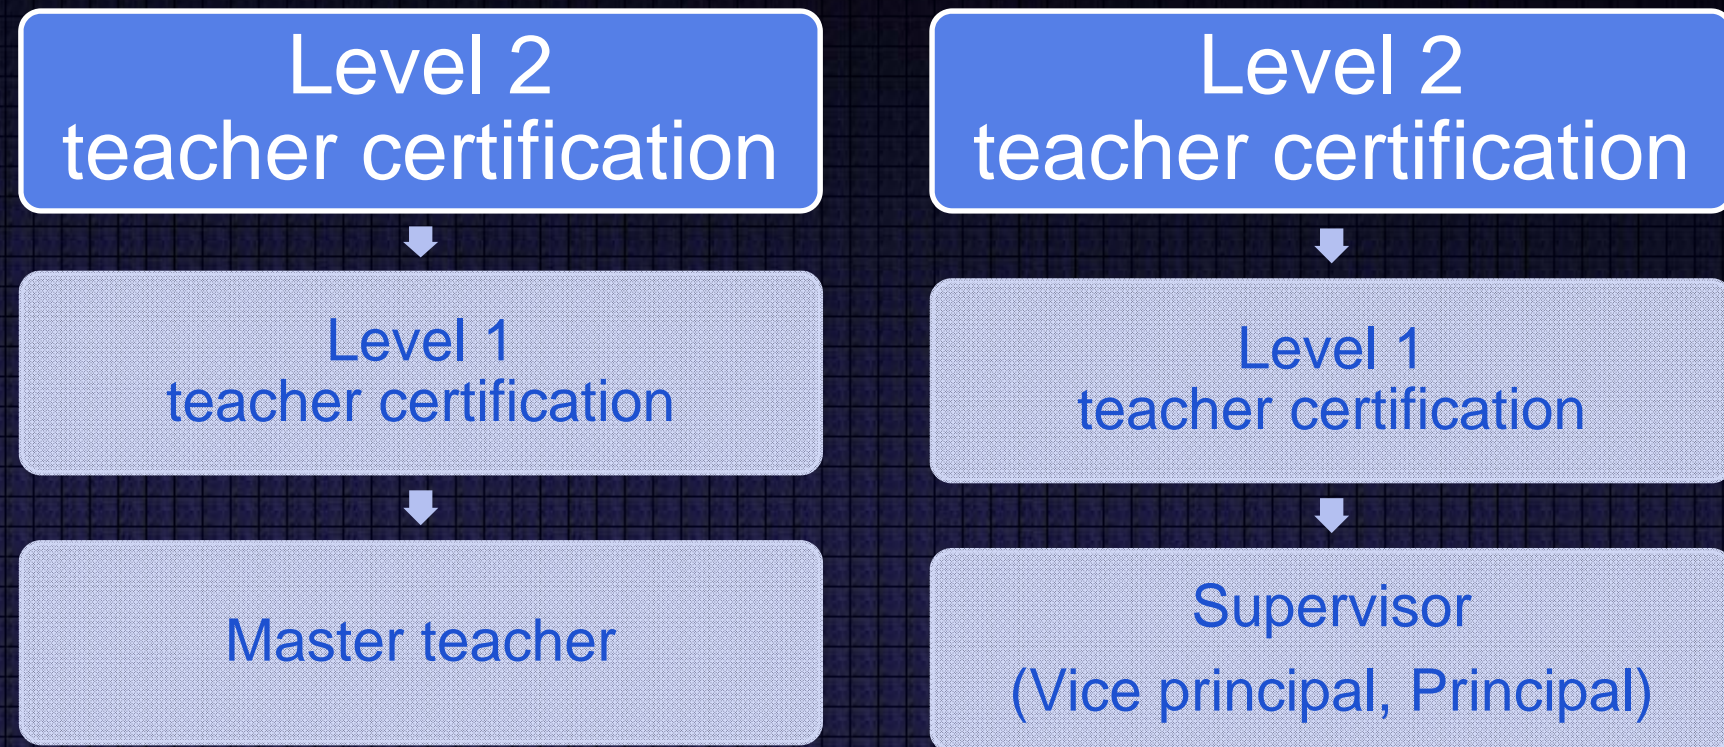 Level 2
teacher certification
Level 1
teacher certification
Master teacher
Level 2
teacher certification
Level 1
teacher certification
Supervisor
(Vice principal, Principal)